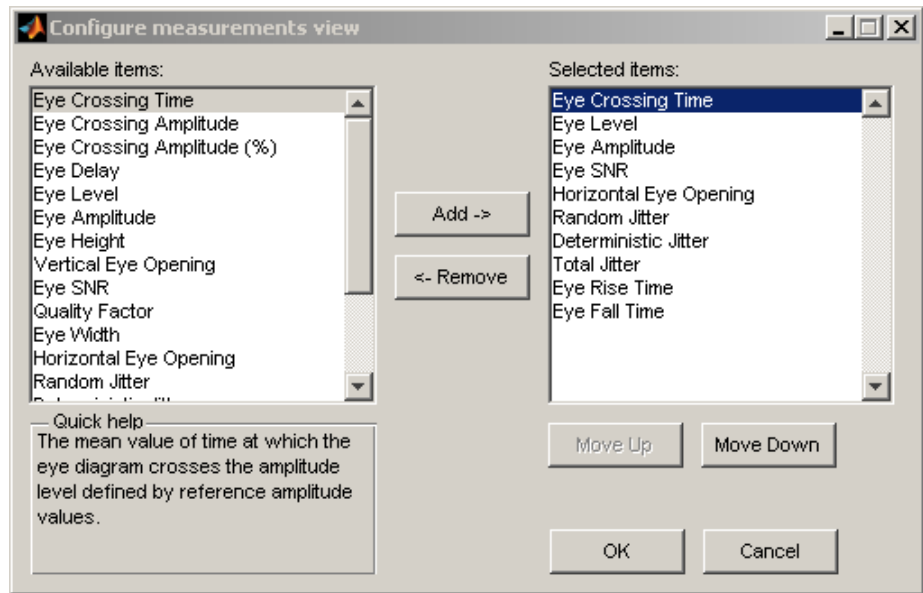 Configure measurements view
Available items:
Eye Crossing Time
Eye Crossing Amplitude
Eye Crossing Amplitude (%)
Eye Delay
Eye Level
Eye Amplitude
Eye Height
Vertical Eye Opening
Eye SNR
Quality Factor
Eye Width
Horizontal Eye Opening
Random Jitter
Add ->
<- Remove
Selected items:
Eye Crossing Time
Eye Level
Eye Amplitude
Eye SNR
Horizontal Eye Opening
Random Jitter
Deterministic Jitter
Total Jitter
Eye Rise Time
Eye Fall Time
Quick help
The mean value of time at which the
eye diagram crosses the amplitude
level defined by reference amplitude
values.
Move Up
Move Down
OK
Cancel